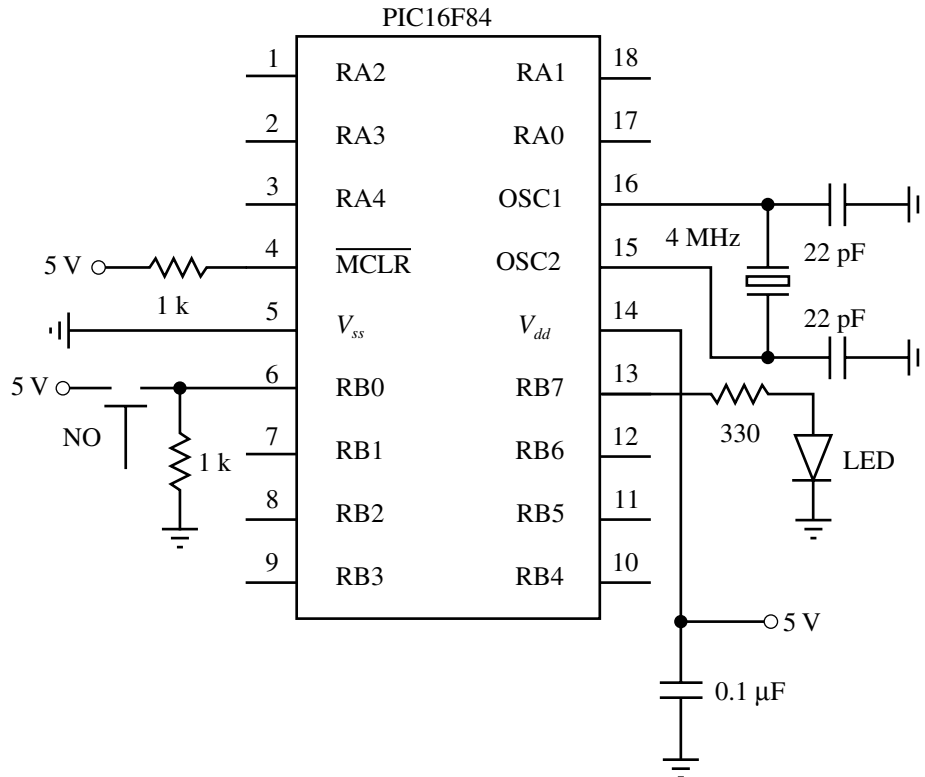 PIC16F84
1 RA2 RA1 18
2 RA3 RA0 17
3 RA4 OSC1 16
4 MHz
22 pF
5 V
1 k
4 MCLR OSC2 15
5 Vss Vdd 14
22 pF
5 V
NO
1 k
6 RB0 RB7 13
330
LED
7 RB1 RB6 12
8 RB2 RB5 11
9 RB3 RB4 10
5 V
0.1 μF